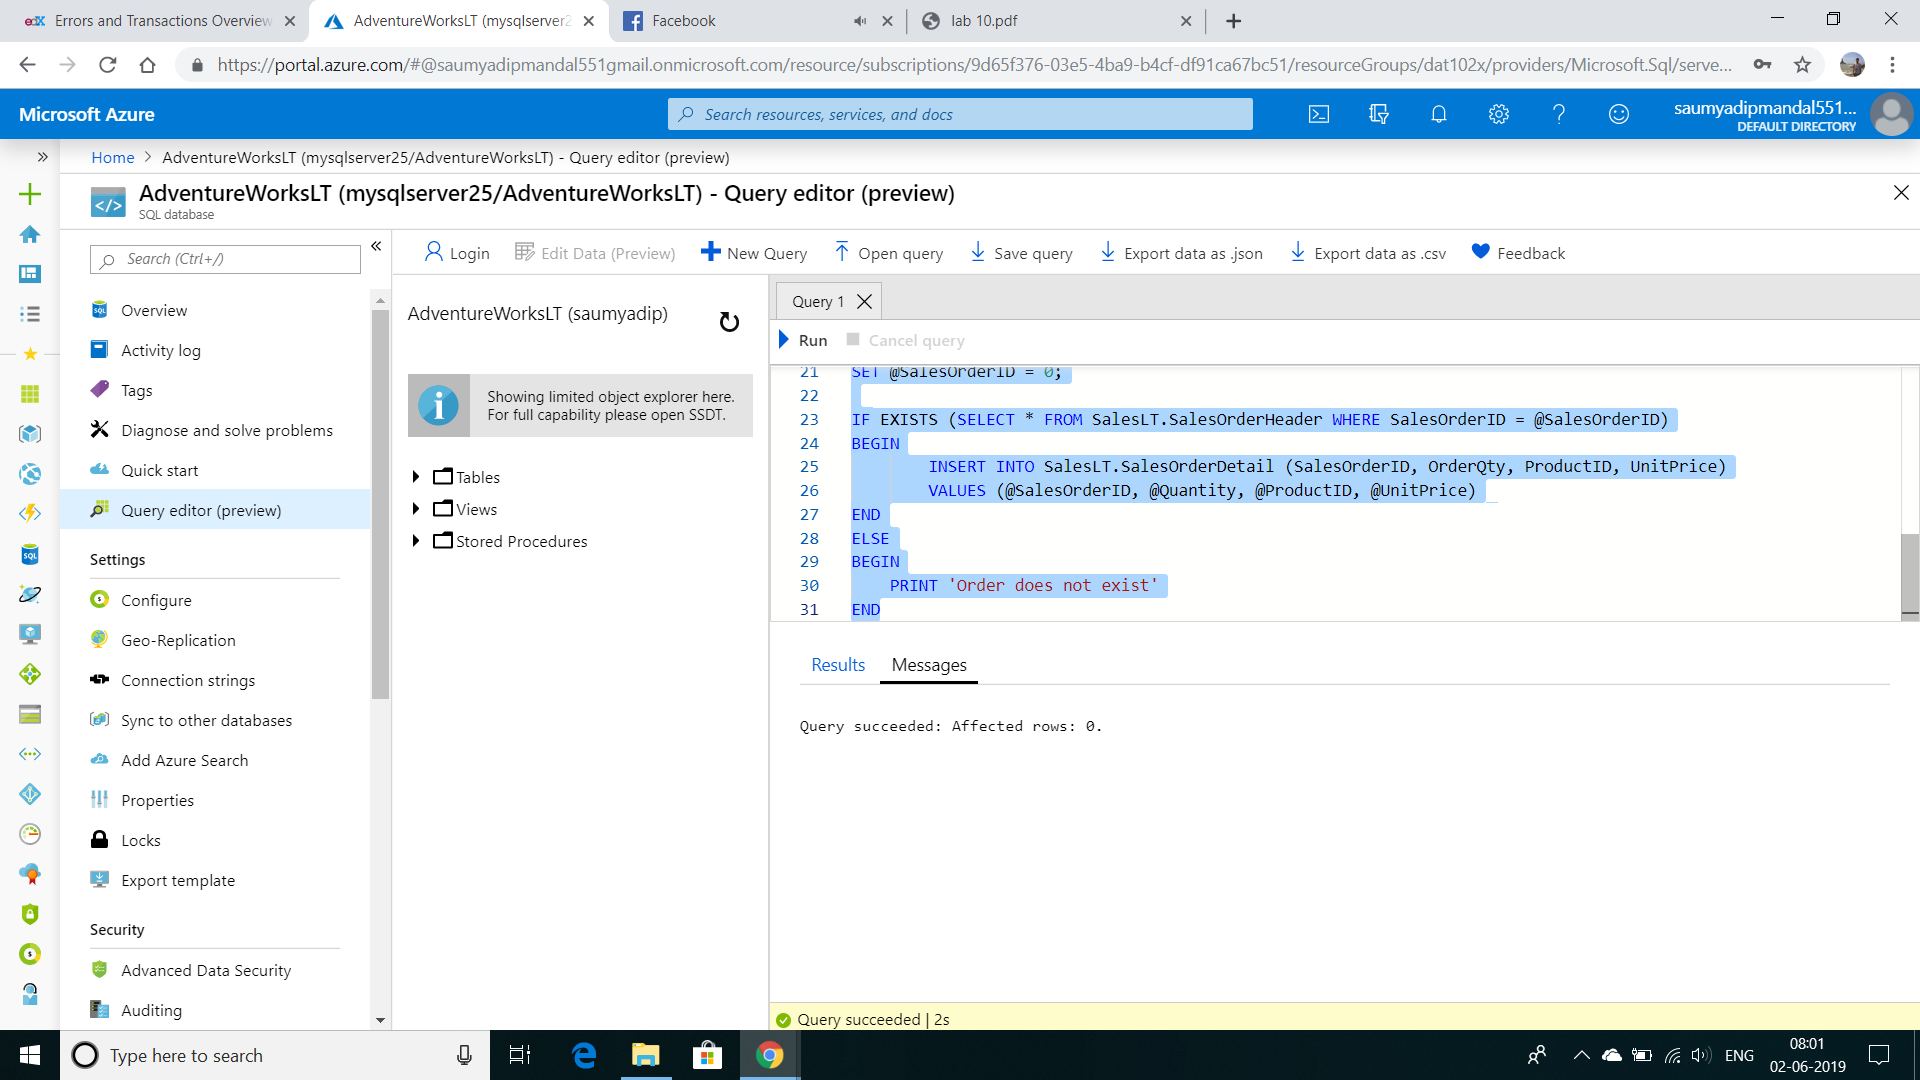 Errors and Transactions Overview
AdventureWorksLT (mysqlserver2
Facebook
lab 10.pdf
https://portal.azure.com/#@saumyadipmandal551gmail.onmicrosoft.com/resource/subscriptions/9d65f376-03e5-4ba9-b4cf-df91ca67bc51/resourceGroups/dat102x/providers/Microsoft.Sql/serve...
Microsoft Azure
Search resources, services, and docs
saumyadipmandal551...
DEFAULT DIRECTORY
Home > AdventureWorksLT (mysqlserver25/AdventureWorksLT) - Query editor (preview)
AdventureWorksLT (mysqlserver25/AdventureWorksLT) - Query editor (preview)
SQL database
Search (Ctrl+/)
Overview
Activity log
Tags
Diagnose and solve problems
Quick start
Query editor (preview)
Settings
Configure
Geo-Replication
Connection strings
Sync to other databases
Add Azure Search
Properties
Locks
Export template
Security
Advanced Data Security
Auditing
Login
Edit Data (Preview)
New Query
Open query
Save query
Export data as .json
Export data as .csv
Feedback
AdventureWorksLT (saumyadip)
Showing limited object explorer here.
For full capability please open SSDT.
Tables
Views
Stored Procedures
Query 1
Run
Cancel query
21 SET @SalesOrderID = 0;
22
23 IF EXISTS (SELECT * FROM SalesLT.SalesOrderHeader WHERE SalesOrderID = @SalesOrderID)
24 BEGIN
25 INSERT INTO SalesLT.SalesOrderDetail (SalesOrderID, OrderQty, ProductID, UnitPrice)
26 VALUES (@SalesOrderID, @Quantity, @ProductID, @UnitPrice)
27 END
28 ELSE
29 BEGIN
30 PRINT 'Order does not exist'
31 END
Results
Messages
Query succeeded: Affected rows: 0.
Query succeeded | 2s
Type here to search
ENG
08:01
02-06-2019